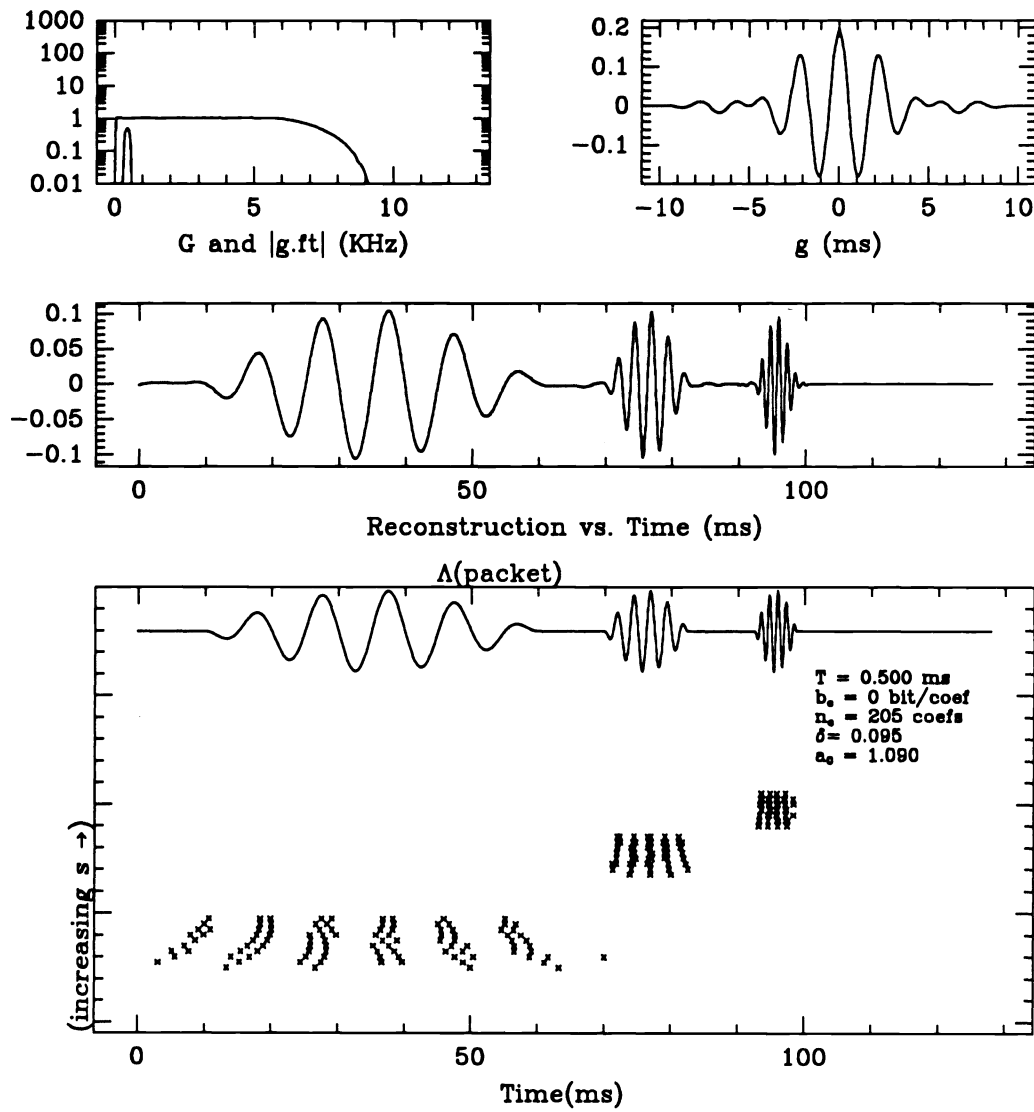 1000
100
10
1
0.1
0.01
0 5 10
G and |g.ft| (KHz)
0.2
0.1
0
−0.1
−10 −5 0 5 10
g (ms)
0.1
0.05
0
−0.05
−0.1
0 50 100
Reconstruction vs. Time (ms)
Λ(packet)
T = 0.500 ms
bₑ = 0 bit/coef
nₑ = 205 coefs
δ= 0.095
a₀ = 1.090
(increasing s →)
0 50 100
Time(ms)